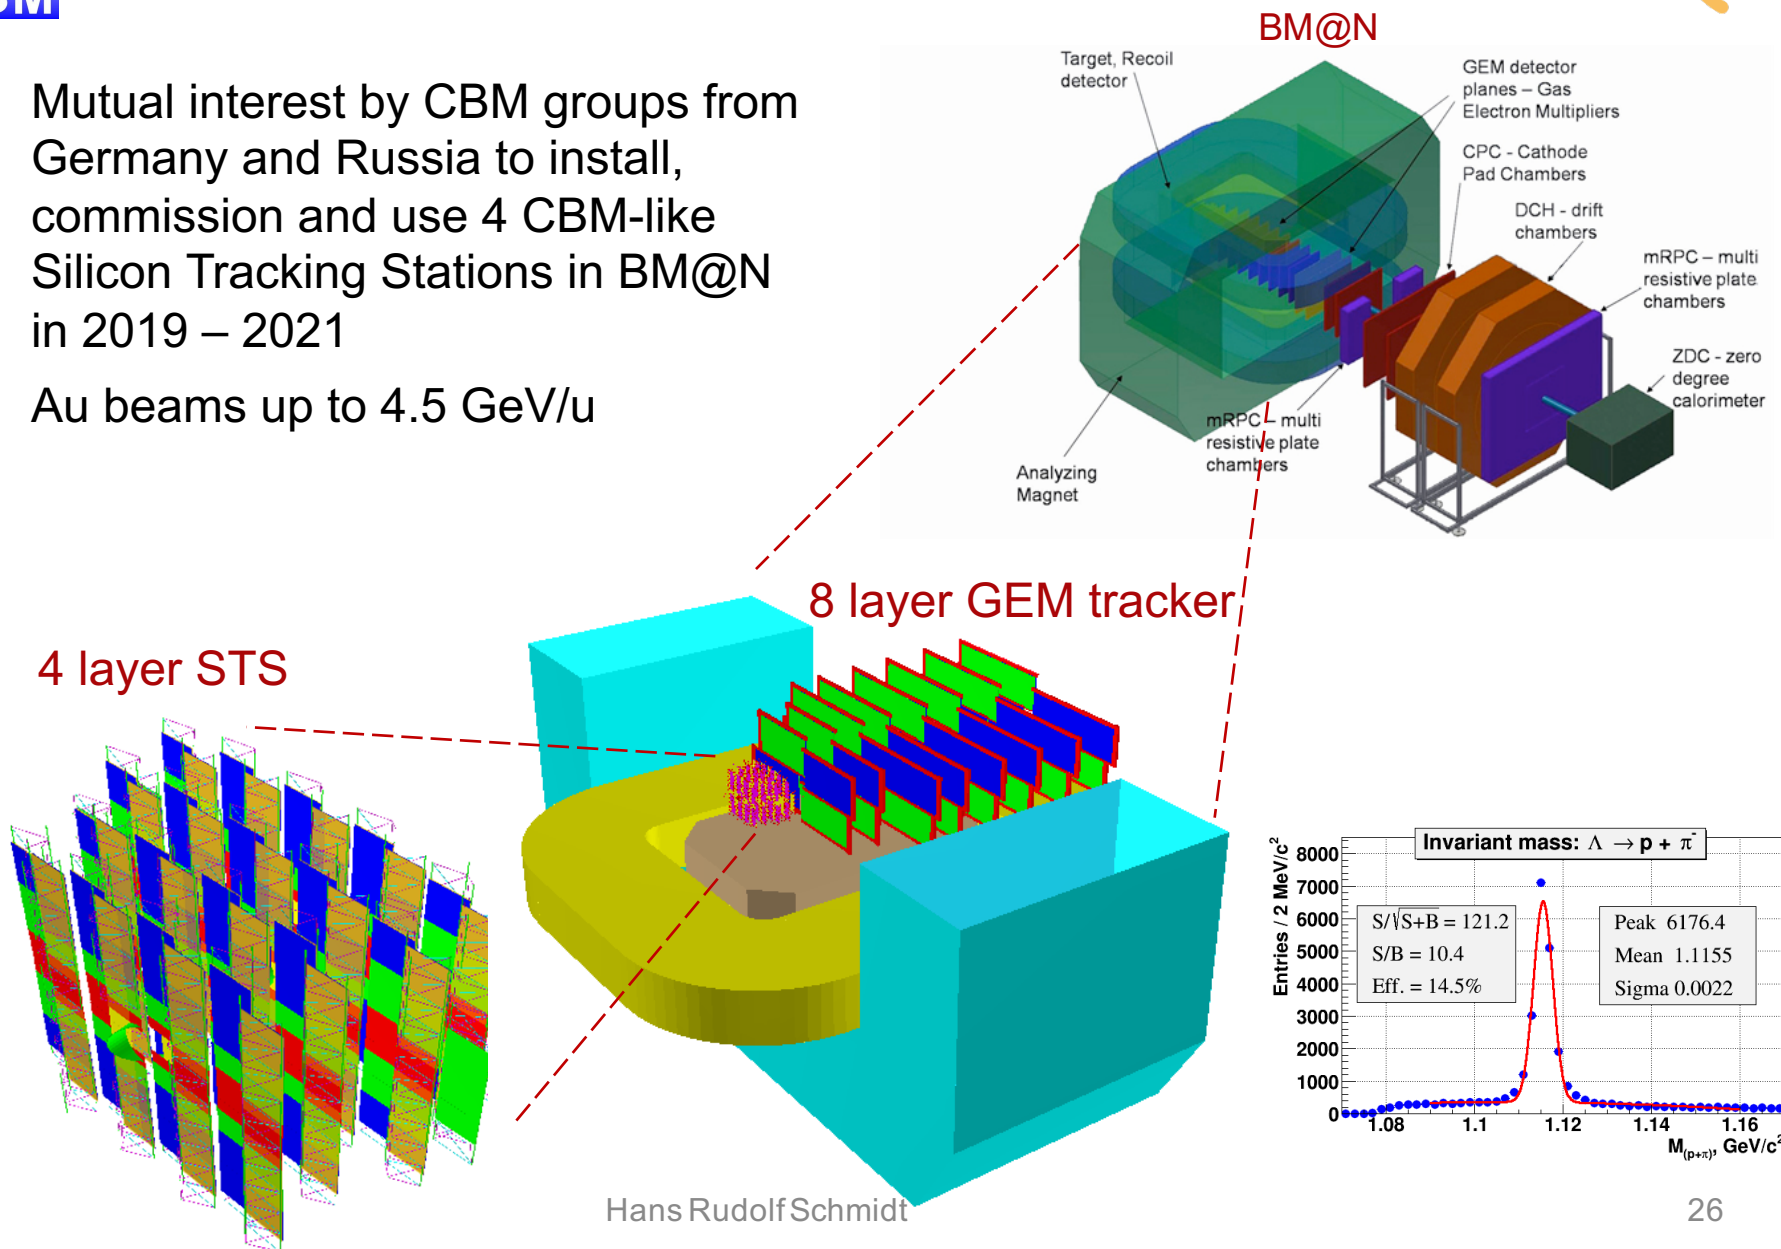 Mutual interest by CBM groups from
Germany and Russia to install,
commission and use 4 CBM-like
Silicon Tracking Stations in BM@N
in 2019 – 2021
Au beams up to 4.5 GeV/u
BM@N
Target, Recoil
detector
GEM detector
planes – Gas
Electron Multipliers
CPC - Cathode
Pad Chambers
DCH - drift
chambers
mRPC – multi
resistive plate
chambers
ZDC - zero
degree
calorimeter
mRPC – multi
resistive plate
chambers
Analyzing
Magnet
8 layer GEM tracker
4 layer STS
Invariant mass: Λ → p + π⁻
Entries / 2 MeV/c²
8000
7000
6000
5000
4000
3000
2000
1000
0
S/√S+B = 121.2
S/B = 10.4
Eff. = 14.5%
Peak 6176.4
Mean 1.1155
Sigma 0.0022
1.08 1.1 1.12 1.14 1.16
M(p+π), GeV/c²
Hans Rudolf Schmidt
26